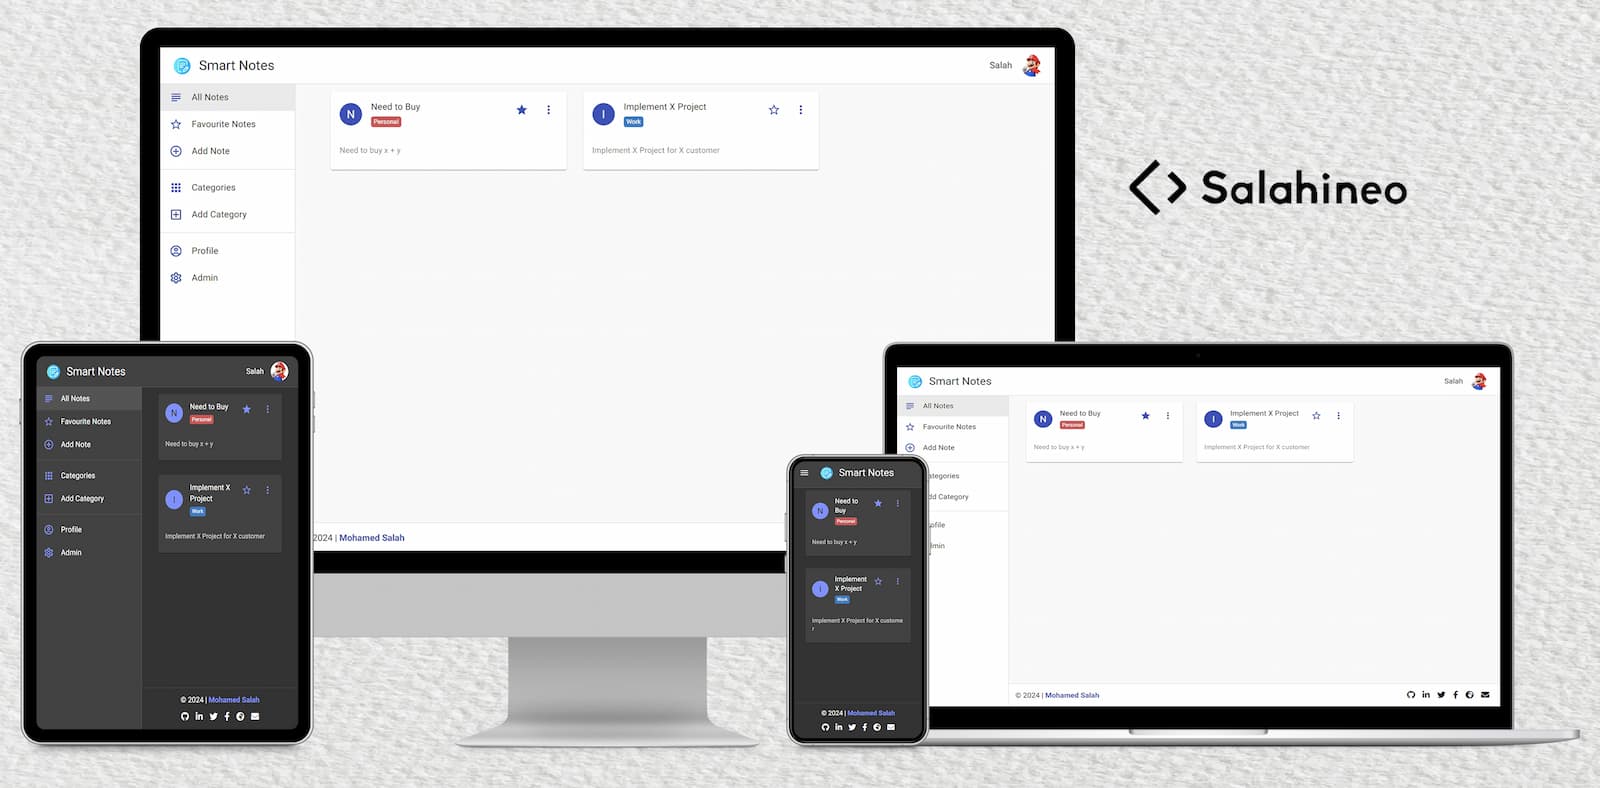 Smart Notes
Salah
All Notes
Favourite Notes
Add Note
Categories
Add Category
Profile
Admin
N
Need to Buy
Personal
Need to buy x + y
I
Implement X Project
Work
Implement X Project for X customer
2024 | Mohamed Salah
Salahineo
Smart Notes
Salah
All Notes
Favourite Notes
Add Note
Categories
Add Category
Profile
Admin
N
Need to Buy
Personal
Need to buy x + y
I
Implement X
Project
Work
Implement X Project for X customer
© 2024 | Mohamed Salah
Smart Notes
N
Need to
Buy
Personal
Need to buy x + y
I
Implement
X Project
Work
Implement X Project for X custome
r
© 2024 | Mohamed Salah
Smart Notes
Salah
All Notes
Favourite Notes
Add Note
ategories
dd Category
ofile
dmin
N
Need to Buy
Personal
Need to buy x + y
I
Implement X Project
Work
Implement X Project for X customer
© 2024 | Mohamed Salah